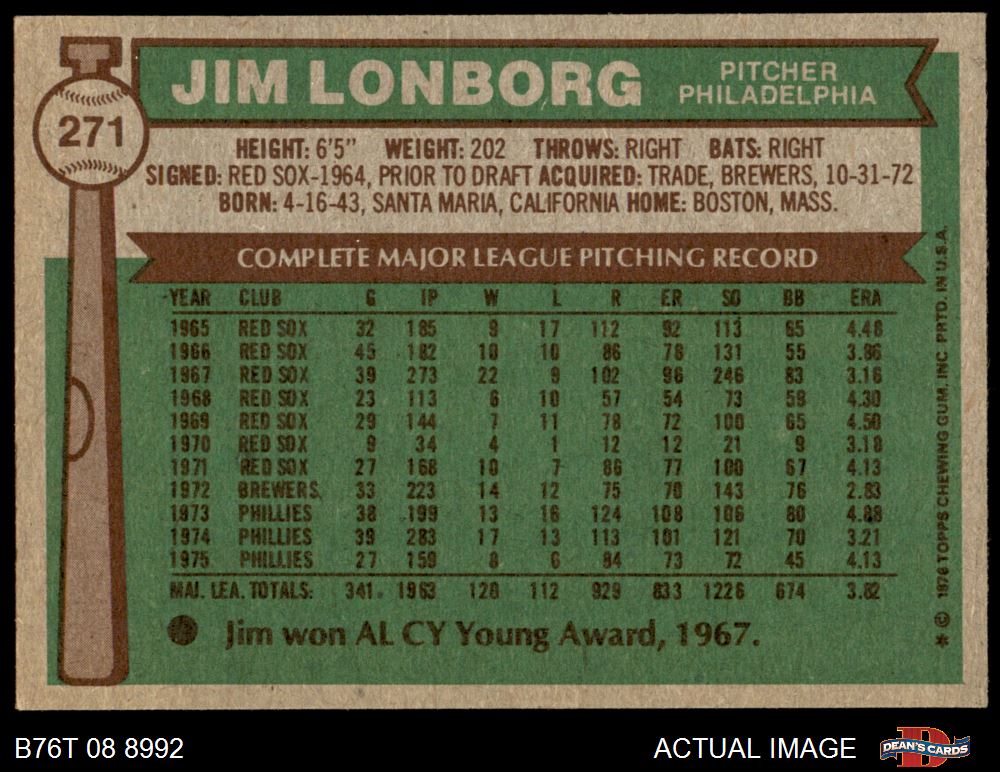 271
JIM LONBORG
PITCHER
PHILADELPHIA
HEIGHT: 6'5" WEIGHT: 202 THROWS: RIGHT BATS: RIGHT
SIGNED: RED SOX-1964, PRIOR TO DRAFT ACQUIRED: TRADE, BREWERS, 10-31-72
BORN: 4-16-43, SANTA MARIA, CALIFORNIA HOME: BOSTON, MASS.
COMPLETE MAJOR LEAGUE PITCHING RECORD
YEAR CLUB G IP W L R ER SO BB ERA
1965 RED SOX 32 185 9 17 112 92 113 65 4.48
1966 RED SOX 45 182 10 10 86 78 131 55 3.86
1967 RED SOX 39 273 22 9 102 96 246 83 3.16
1968 RED SOX 23 113 6 10 57 54 73 59 4.30
1969 RED SOX 29 144 7 11 78 72 100 65 4.50
1970 RED SOX 9 34 4 1 12 12 21 9 3.18
1971 RED SOX 27 168 10 7 86 77 100 67 4.13
1972 BREWERS 33 223 14 12 75 70 143 76 2.83
1973 PHILLIES 38 199 13 16 124 108 106 80 4.88
1974 PHILLIES 39 283 17 13 113 101 121 70 3.21
1975 PHILLIES 27 159 8 6 84 73 72 45 4.13
MAJ. LEA. TOTALS: 341 1963 120 112 929 833 1226 674 3.82
Jim won AL CY Young Award, 1967.
* © 1976 TOPPS CHEWING GUM, INC. PRTD. IN U.S.A.
B76T 08 8992
ACTUAL IMAGE
D
DEAN'S CARDS